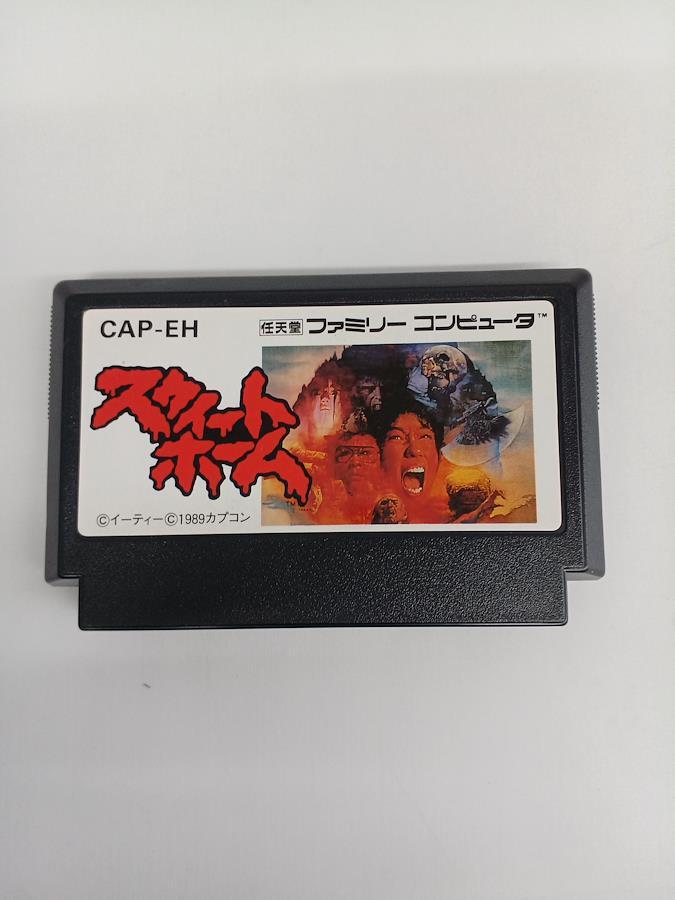 CAP-EH
任天堂 ファミリー コンピュータ™
スウィート
ホーム
©イーティー©1989カプコン